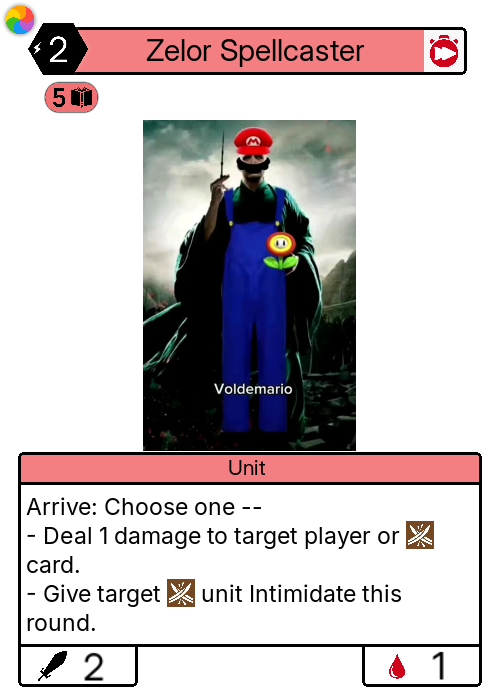 2
Zelor Spellcaster
5
M
Voldemario
Unit
Arrive: Choose one --
- Deal 1 damage to target player or
card.
- Give target unit Intimidate this
round.
2
1